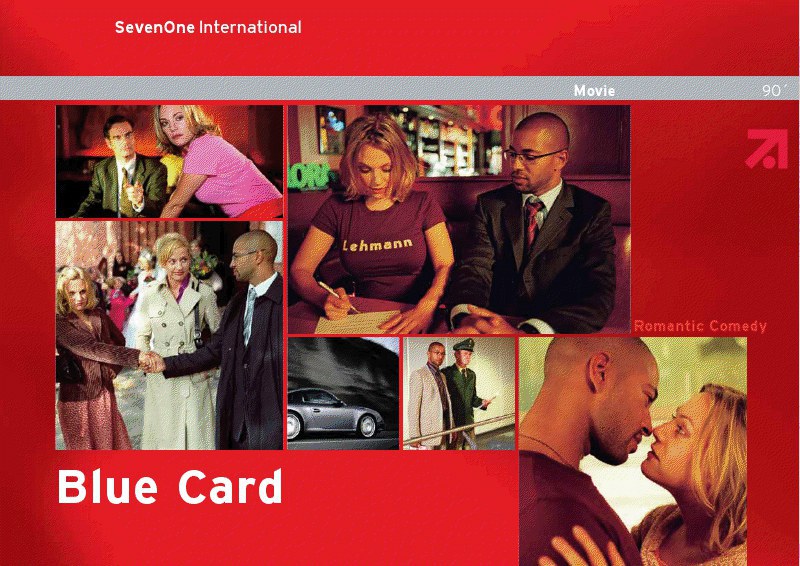 SevenOne International
Movie
90´
Lehmann
Romantic Comedy
Blue Card